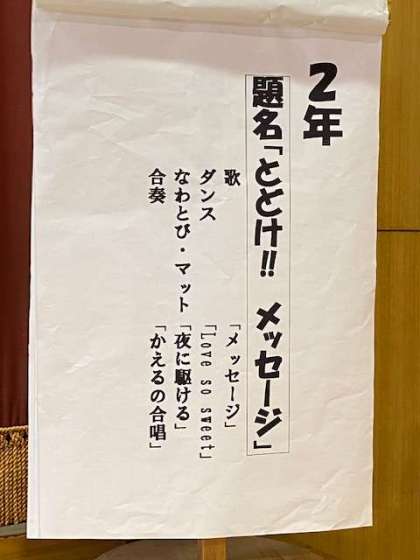 2年
題名「とどけ!! メッセージ」
歌 「メッセージ」
ダンス 「Love so sweet」
なわとび・マット 「夜に駆ける」
合奏 「かえるの合唱」